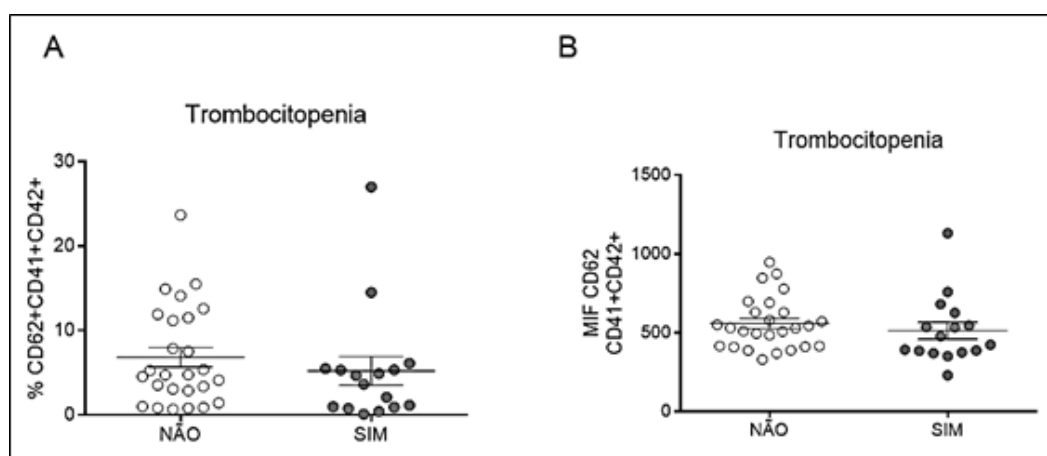 A
Trombocitopenia
% CD62+CD41+CD42+
30
20
10
0
NÃO
SIM
B
Trombocitopenia
MIF CD62
CD41+CD42+
1500
1000
500
0
NÃO
SIM